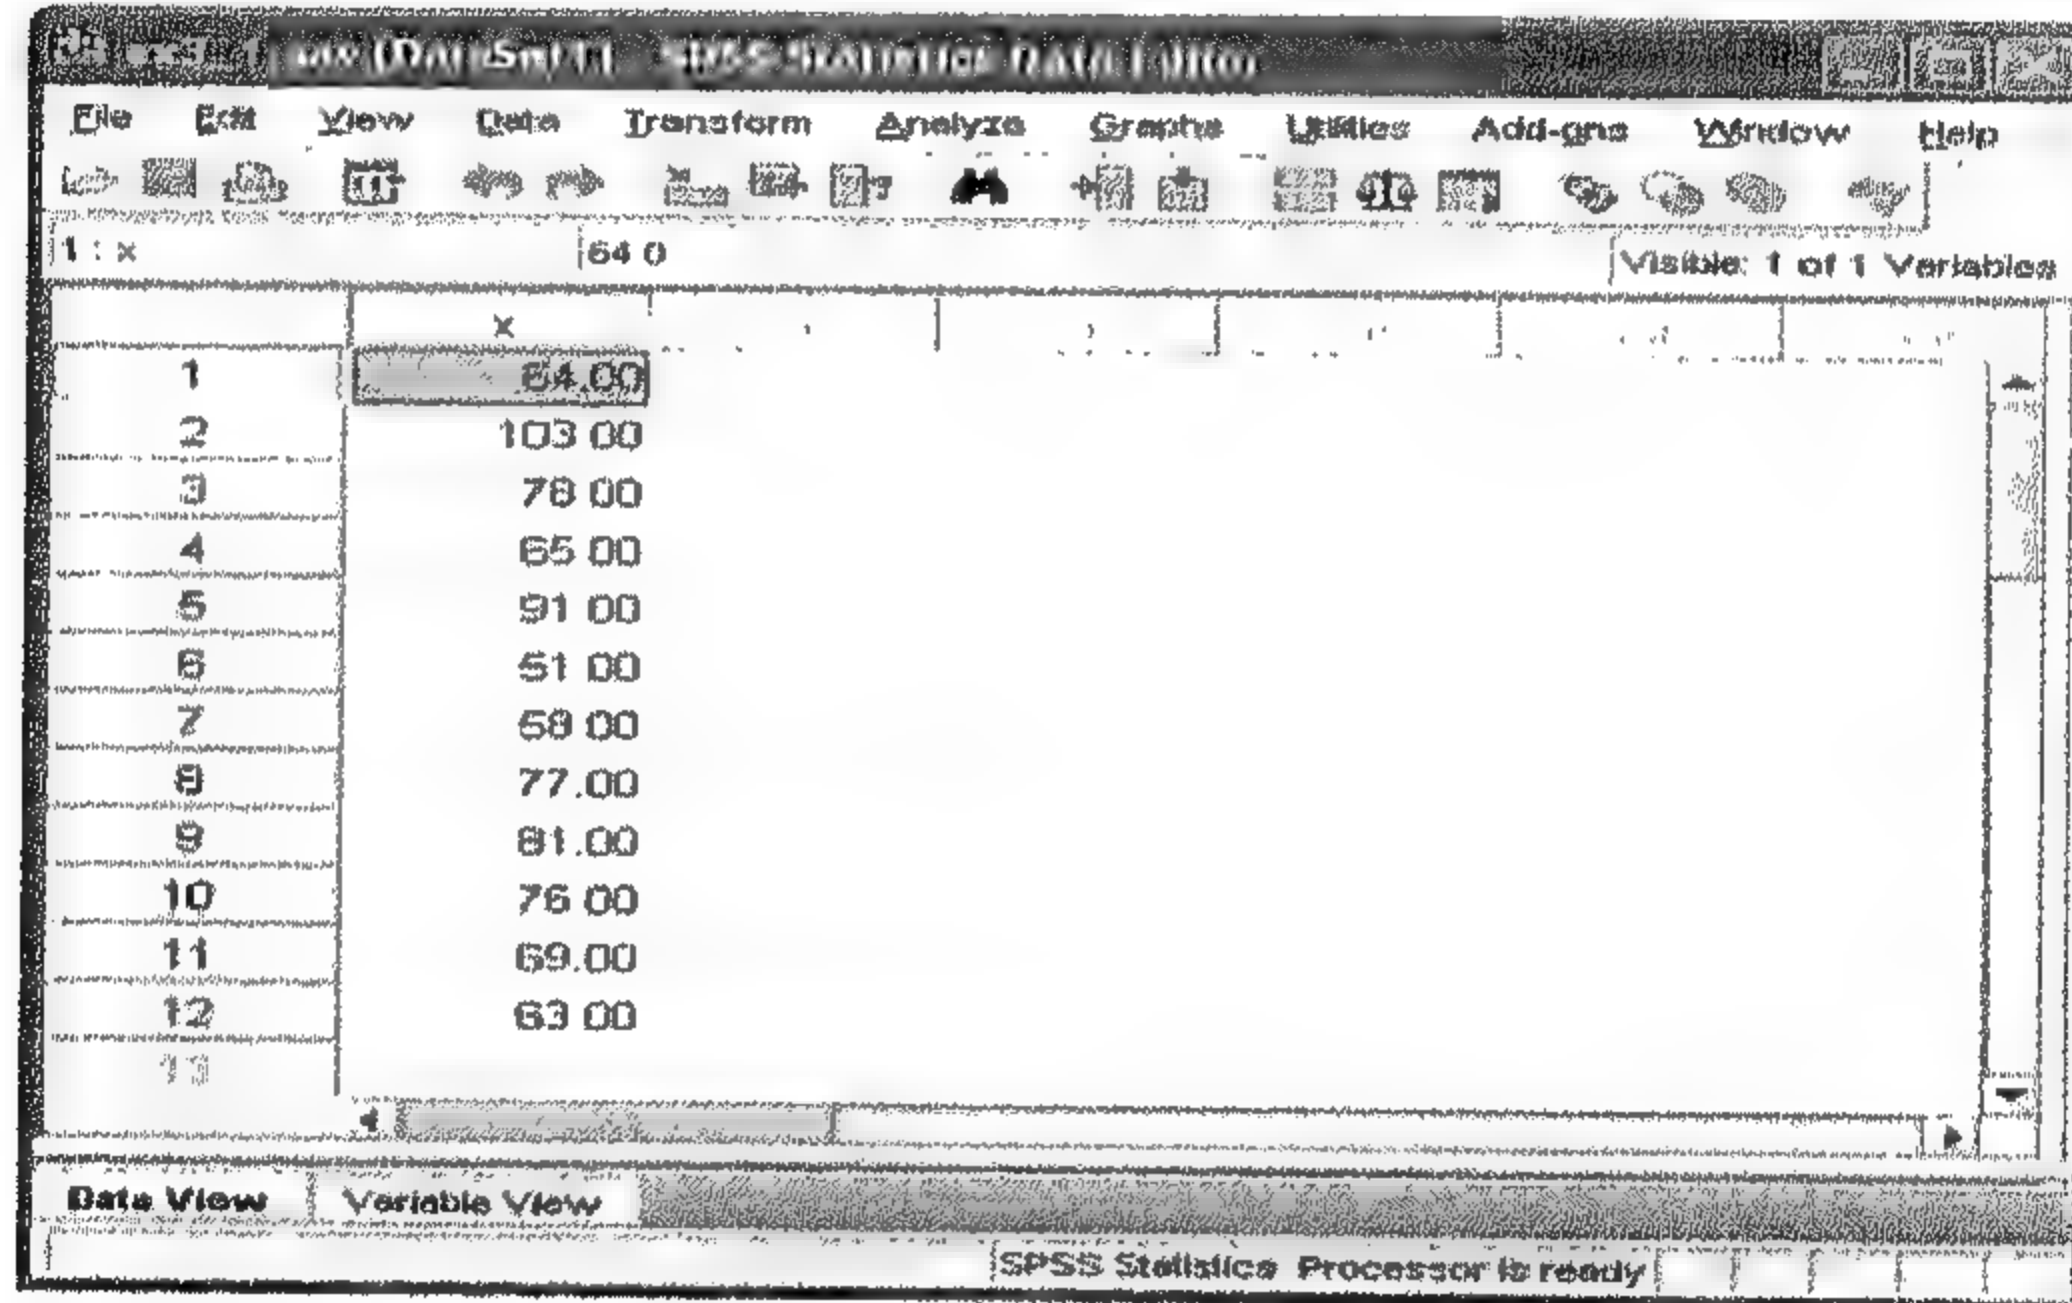 [DataSet1] - SPSS Statistics Data Editor
File Edit View Data Transform Analyze Graphs Utilities Add-ons Window Help
1 : x 64.0 Visible: 1 of 1 Variables
x
1 64.00
2 103.00
3 78.00
4 65.00
5 91.00
6 51.00
7 58.00
8 77.00
9 81.00
10 76.00
11 69.00
12 63.00
13
Data View Variable View
SPSS Statistics Processor is ready